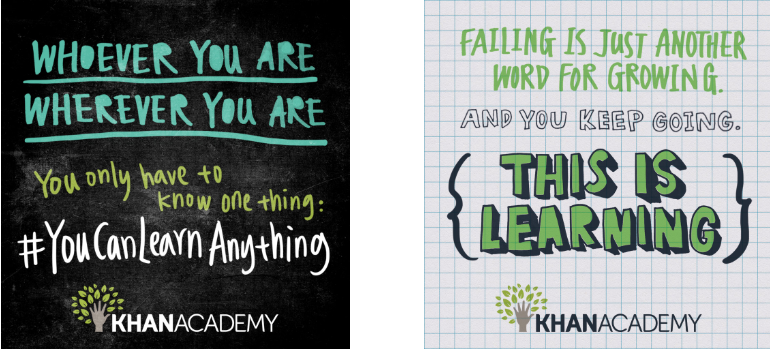 WHOEVER YOU ARE
WHEREVER YOU ARE
You only have to
know one thing:
#YouCanLearnAnything
KHANACADEMY
FAILING IS JUST ANOTHER
WORD FOR GROWING.
AND YOU KEEP GOING.
{THIS IS
LEARNING}
KHANACADEMY